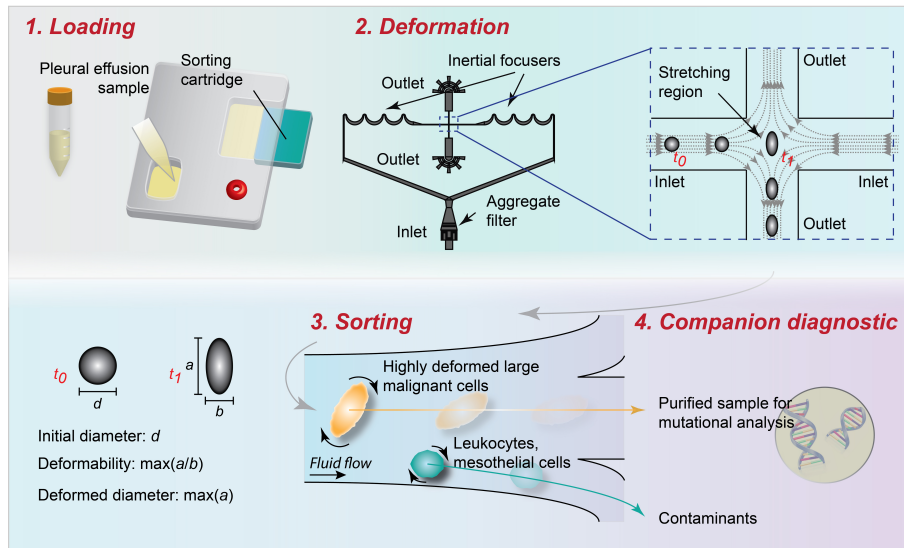 1. Loading
Pleural effusion
sample
Sorting
cartridge
2. Deformation
Outlet
Inertial focusers
Outlet
Aggregate
filter
Inlet
Stretching
region
Outlet
t0
t1
Inlet
Inlet
Outlet
t0
d
t1
a
b
Initial diameter: d
Deformability: max(a/b)
Deformed diameter: max(a)
3. Sorting
Highly deformed large
malignant cells
Leukocytes,
mesothelial cells
Fluid flow
4. Companion diagnostic
Purified sample for
mutational analysis
Contaminants